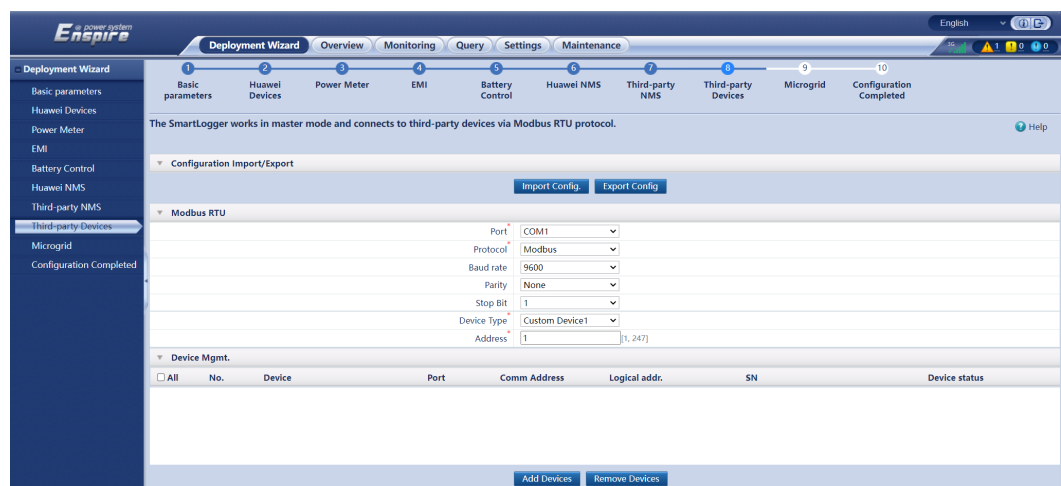 English
Enspire e power system
Deployment Wizard Overview Monitoring Query Settings Maintenance
3G 1 0 0
Deployment Wizard
Basic parameters
Huawei Devices
Power Meter
EMI
Battery Control
Huawei NMS
Third-party NMS
Third-party Devices
Microgrid
Configuration Completed
1 2 3 4 5 6 7 8 9 10
Basic parameters
Huawei Devices
Power Meter
EMI
Battery Control
Huawei NMS
Third-party NMS
Third-party Devices
Microgrid
Configuration Completed
The SmartLogger works in master mode and connects to third-party devices via Modbus RTU protocol.
Help
Configuration Import/Export
Import Config. Export Config
Modbus RTU
Port * COM1
Protocol * Modbus
Baud rate 9600
Parity None
Stop Bit 1
Device Type * Custom Device1
Address * 1 [1, 247]
Device Mgmt.
All No. Device Port Comm Address Logical addr. SN Device status
Add Devices Remove Devices